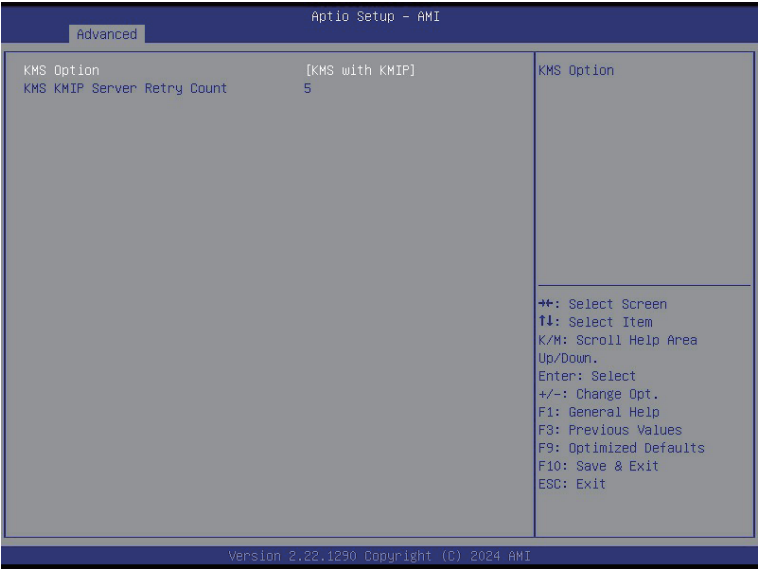 Aptio Setup – AMI
Advanced
KMS Option [KMS with KMIP]
KMS KMIP Server Retry Count 5
KMS Option
→←: Select Screen
↑↓: Select Item
K/M: Scroll Help Area
Up/Down.
Enter: Select
+/-: Change Opt.
F1: General Help
F3: Previous Values
F9: Optimized Defaults
F10: Save & Exit
ESC: Exit
Version 2.22.1290 Copyright (C) 2024 AMI